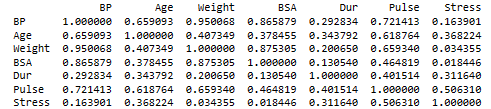 BP Age Weight BSA Dur Pulse Stress
BP 1.000000 0.659093 0.950068 0.865879 0.292834 0.721413 0.163901
Age 0.659093 1.000000 0.407349 0.378455 0.343792 0.618764 0.368224
Weight 0.950068 0.407349 1.000000 0.875305 0.200650 0.659340 0.034355
BSA 0.865879 0.378455 0.875305 1.000000 0.130540 0.464819 0.018446
Dur 0.292834 0.343792 0.200650 0.130540 1.000000 0.401514 0.311640
Pulse 0.721413 0.618764 0.659340 0.464819 0.401514 1.000000 0.506310
Stress 0.163901 0.368224 0.034355 0.018446 0.311640 0.506310 1.000000